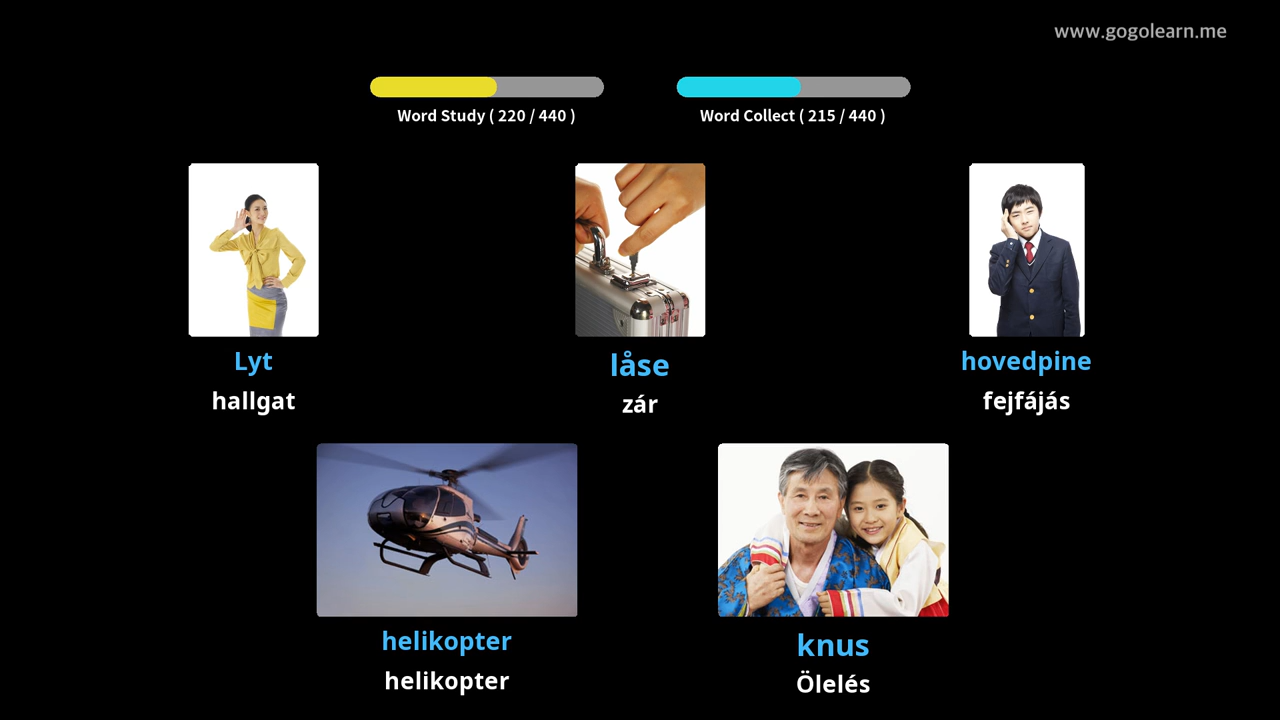 www.gogolearn.me
Word Study ( 220 / 440 )
Word Collect ( 215 / 440 )
Lyt
hallgat
låse
zár
hovedpine
fejfájás
helikopter
helikopter
knus
Ölelés